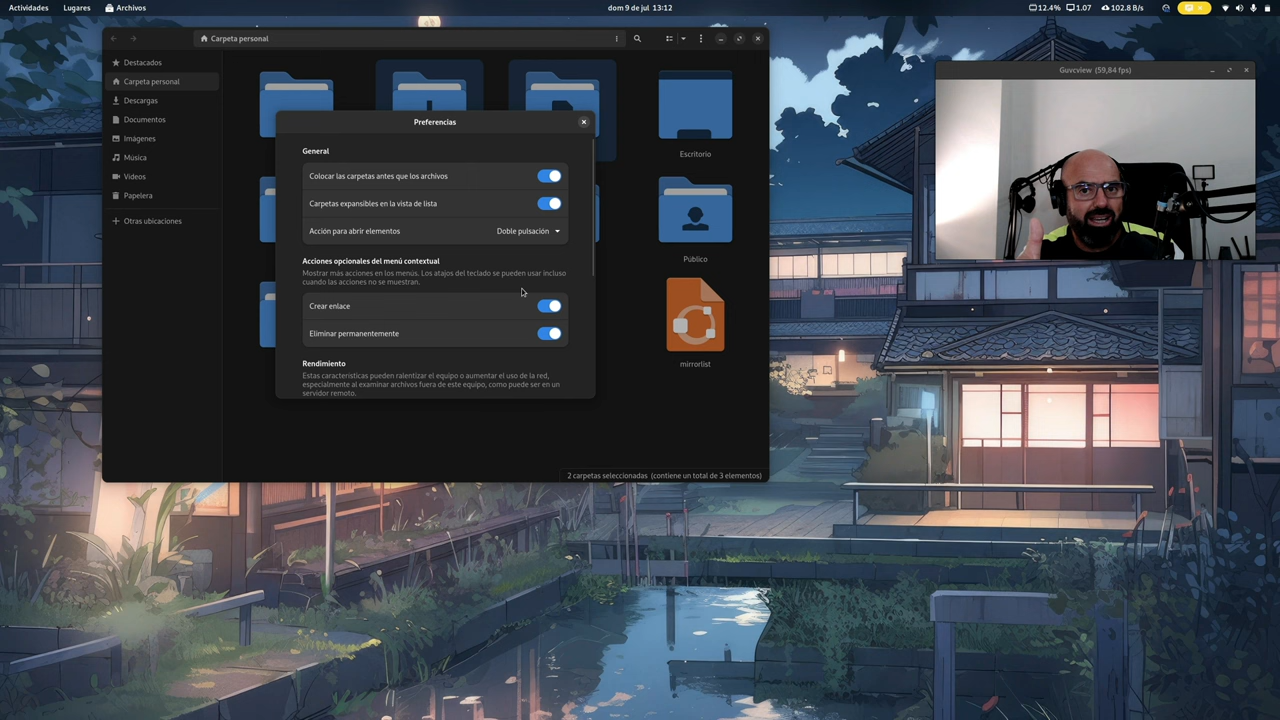 Actividades Lugares Archivos dom 9 de jul 13:12 12.4% 1.07 102.8 B/s
Carpeta personal
Guvcview (59,84 fps)
Destacados
Carpeta personal
Descargas
Documentos
Imágenes
Música
Vídeos
Papelera
Otras ubicaciones
Preferencias
General
Colocar las carpetas antes que los archivos
Carpetas expansibles en la vista de lista
Acción para abrir elementos Doble pulsación
Acciones opcionales del menú contextual
Mostrar más acciones en los menús. Los atajos del teclado se pueden usar incluso
cuando las acciones no se muestran.
Crear enlace
Eliminar permanentemente
Rendimiento
Estas características pueden ralentizar el equipo o aumentar el uso de la red,
especialmente al examinar archivos fuera de este equipo, como puede ser en un
servidor remoto.
Escritorio
Público
mirrorlist
2 carpetas seleccionadas (contiene un total de 3 elementos)